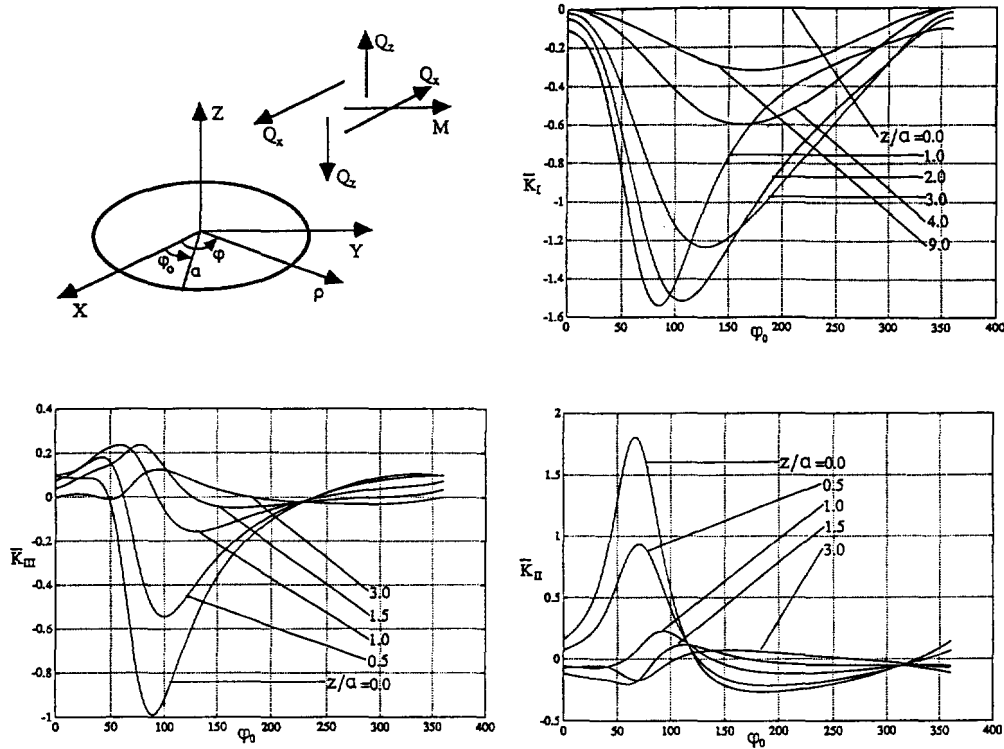 Q_z
Q_x
Q_x
M
Q_z
Z
Y
X
φ_o
a
φ
ρ
0
-0.2
-0.4
-0.6
-0.8
-1
-1.2
-1.4
-1.6
K̅_I
z/a=0.0
1.0
2.0
3.0
4.0
9.0
0 50 100 150 200 250 300 350 400
φ_0
0.4
0.2
0
-0.2
-0.4
-0.6
-0.8
-1
K̅_III
3.0
1.5
1.0
0.5
z/a=0.0
0 50 100 150 200 250 300 350 400
φ_0
2
1.5
1
0.5
0
-0.5
K̅_II
z/a=0.0
0.5
1.0
1.5
3.0
0 50 100 150 200 250 300 350 400
φ_0